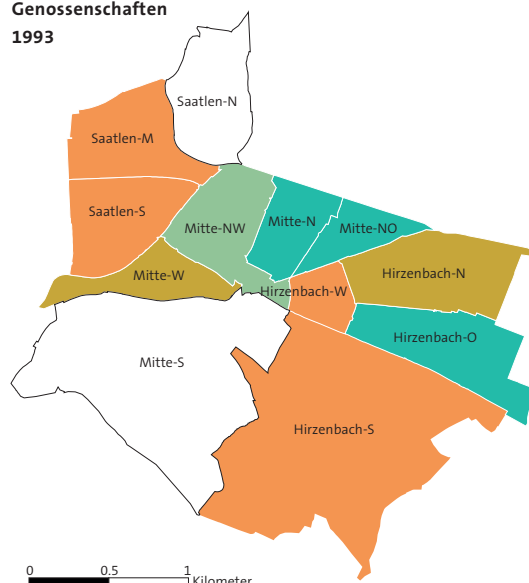 Genossenschaften
1993
Saatlen-N
Saatlen-M
Saatlen-S
Mitte-NW
Mitte-N
Mitte-NO
Mitte-W
Hirzenbach-W
Hirzenbach-N
Hirzenbach-O
Mitte-S
Hirzenbach-S
0 0.5 1
Kilometer